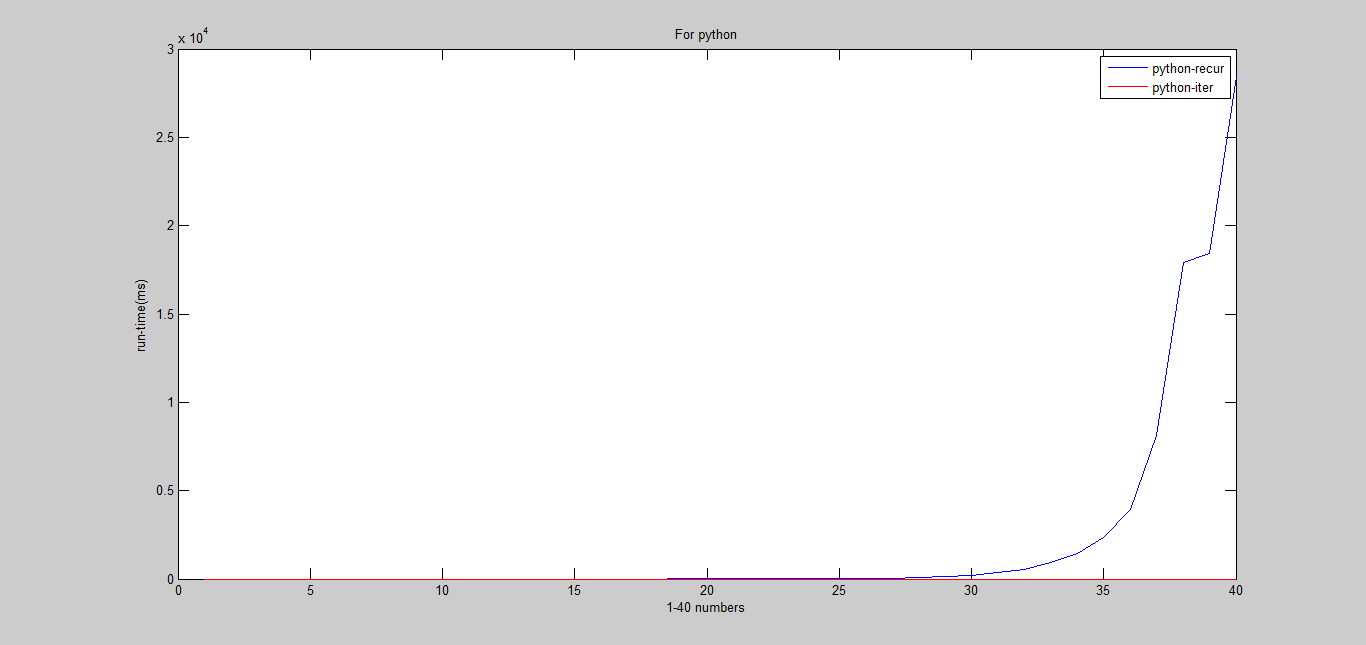 For python
x 10^4
python-recur
python-iter
3
2.5
2
1.5
1
0.5
0
run-time(ms)
0 5 10 15 20 25 30 35 40
1-40 numbers